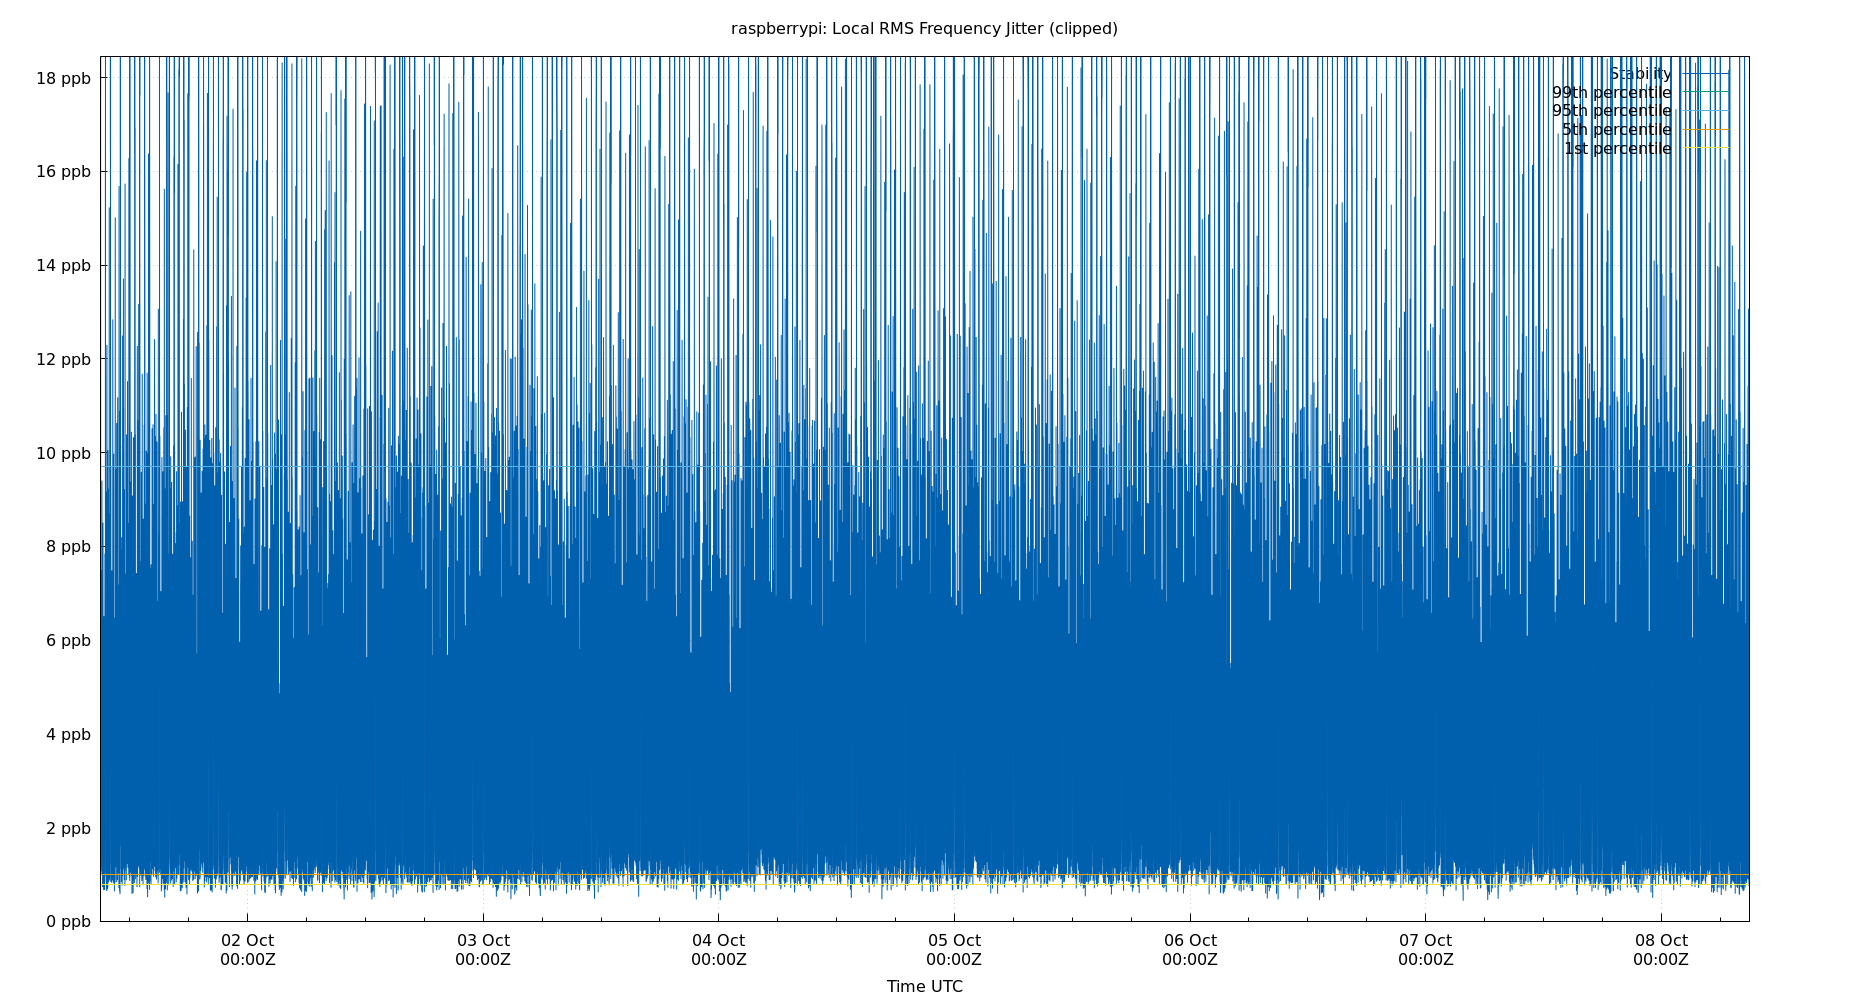 raspberrypi: Local RMS Frequency Jitter (clipped)
18 ppb
16 ppb
14 ppb
12 ppb
10 ppb
8 ppb
6 ppb
4 ppb
2 ppb
0 ppb
Stability
99th percentile
95th percentile
5th percentile
1st percentile
02 Oct
00:00Z
03 Oct
00:00Z
04 Oct
00:00Z
05 Oct
00:00Z
06 Oct
00:00Z
07 Oct
00:00Z
08 Oct
00:00Z
Time UTC